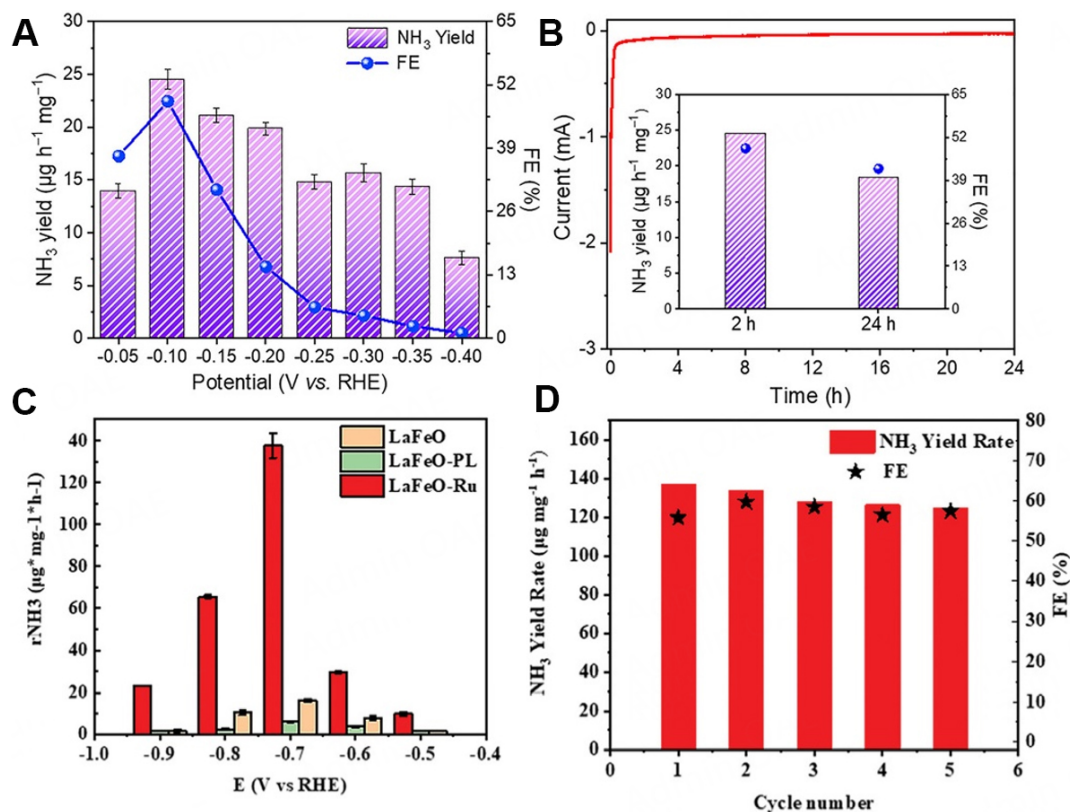 A
NH₃ yield (μg h⁻¹ mg⁻¹)
30
25
20
15
10
5
0
NH₃ Yield
FE
65
52
39
26
13
0
FE (%)
-0.05 -0.10 -0.15 -0.20 -0.25 -0.30 -0.35 -0.40
Potential (V vs. RHE)
B
Current (mA)
0
-1
-2
-3
NH₃ yield (μg h⁻¹ mg⁻¹)
30
25
20
15
10
5
0
65
52
39
26
13
0
FE (%)
2 h 24 h
0 4 8 12 16 20 24
Time (h)
C
rNH3 (μg*mg-1*h-1)
40
120
100
80
60
40
20
0
LaFeO
LaFeO-PL
LaFeO-Ru
-1.0 -0.9 -0.8 -0.7 -0.6 -0.5 -0.4
E (V vs RHE)
D
NH₃ Yield Rate (μg mg⁻¹ h⁻¹)
160
140
120
100
80
60
40
20
0
NH₃ Yield Rate
FE
80
70
60
50
40
30
20
10
0
FE (%)
1 2 3 4 5 6
Cycle number